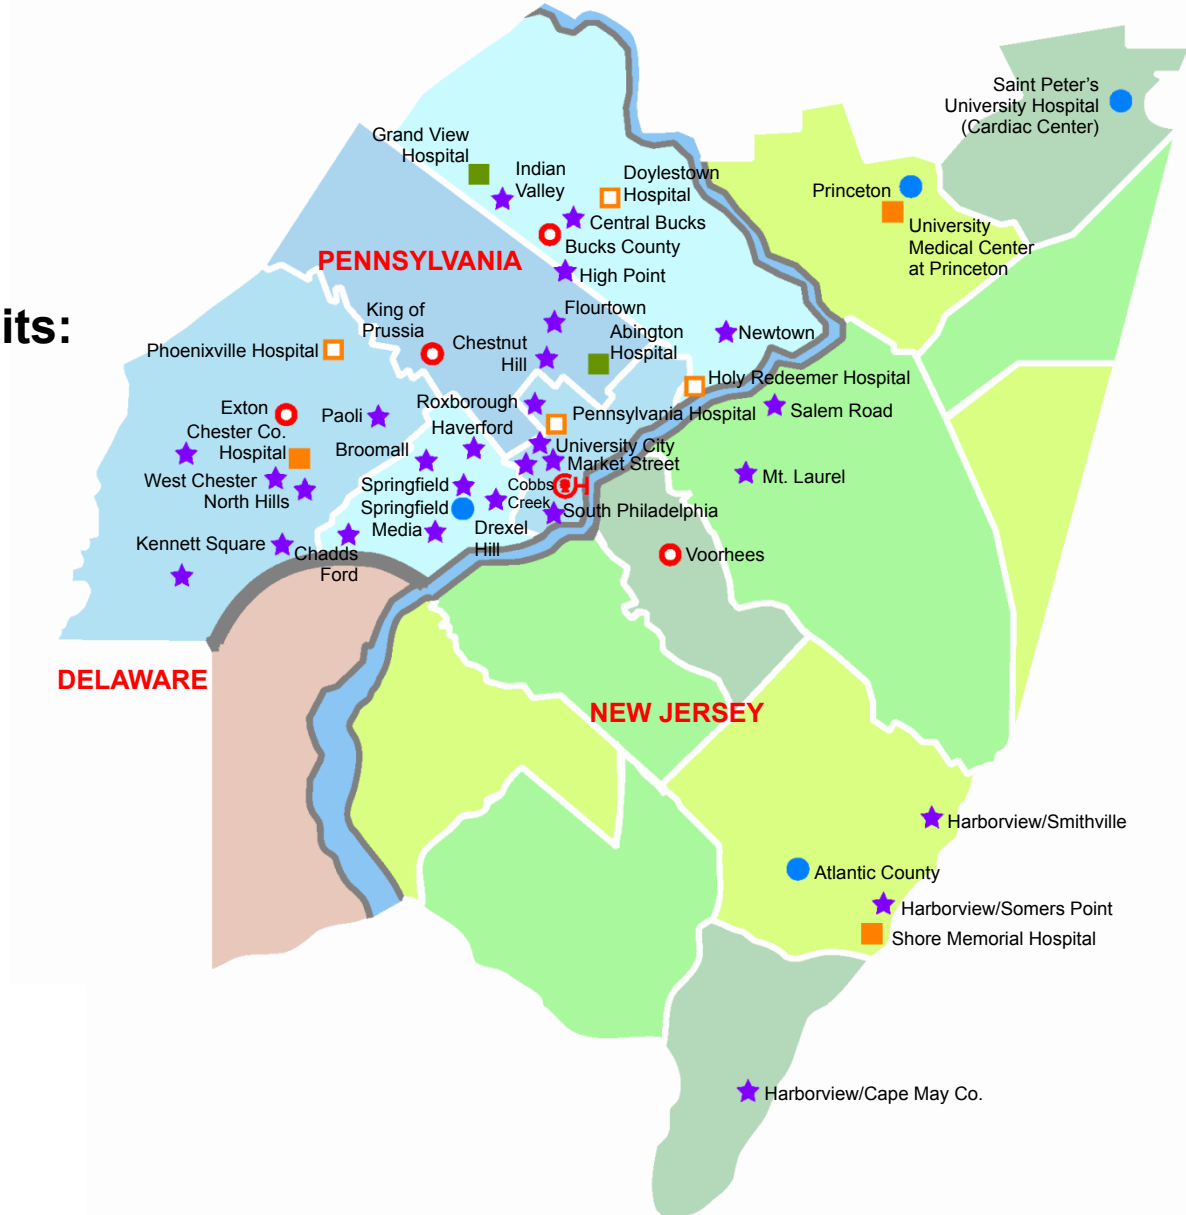 Saint Peter's
University Hospital
(Cardiac Center)
Grand View
Hospital
Indian
Valley
Doylestown
Hospital
Princeton
University
Medical Center
at Princeton
Central Bucks
Bucks County
PENNSYLVANIA
High Point
its:
King of
Prussia
Flourtown
Chestnut
Hill
Abington
Hospital
Newtown
Phoenixville Hospital
Holy Redeemer Hospital
Roxborough
Pennsylvania Hospital
Salem Road
Exton
Paoli
Haverford
Chester Co.
Hospital
Broomall
University City
Market Street
West Chester
North Hills
Springfield
Cobbs
Creek
CH
Mt. Laurel
Springfield
South Philadelphia
Media
Drexel
Hill
Kennett Square
Chadds
Ford
Voorhees
DELAWARE
NEW JERSEY
Harborview/Smithville
Atlantic County
Harborview/Somers Point
Shore Memorial Hospital
Harborview/Cape May Co.